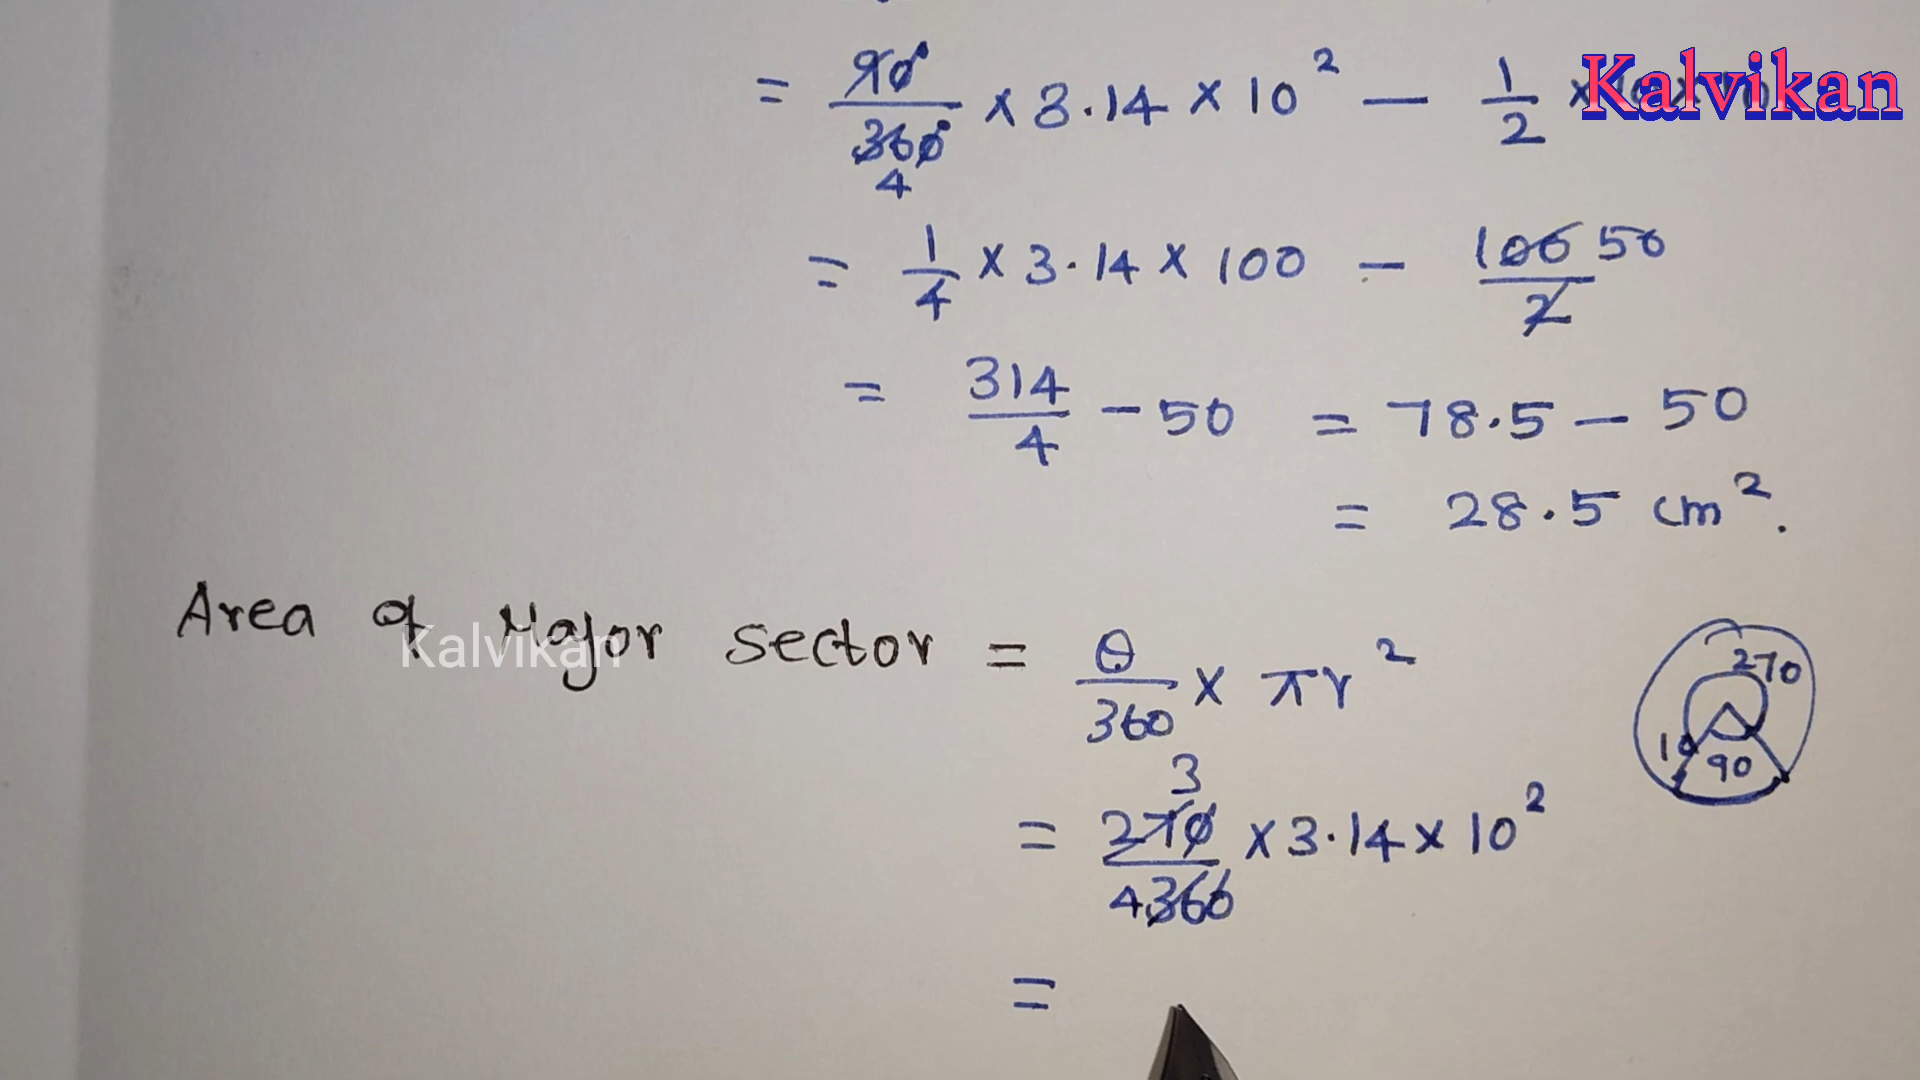 = 90/360 × 3.14 × 10² — 1/2 ×
4
Kalvikan
= 1/4 × 3.14 × 100 — 100/2 50
= 314/4 — 50 = 78.5 — 50
= 28.5 cm².
Area of Major sector = θ/360 × πr²
Kalvikan
270
10
90
3
= 270/360 × 3.14 × 10²
4
=